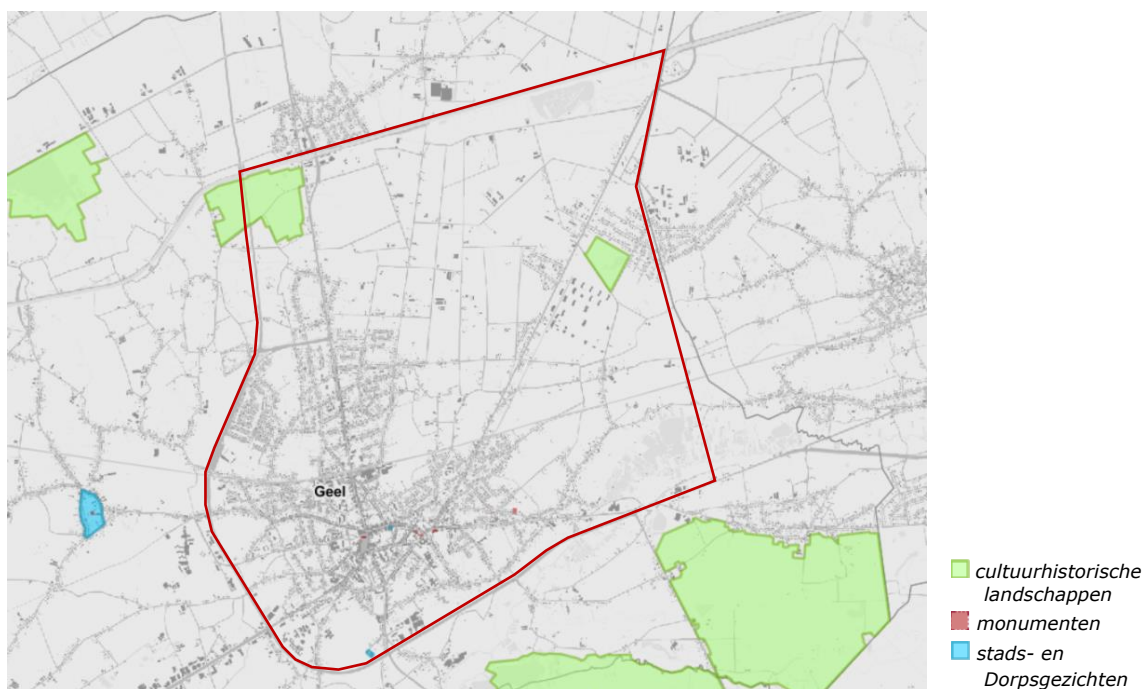 Geel
cultuurhistorische
landschappen
monumenten
stads- en
Dorpsgezichten